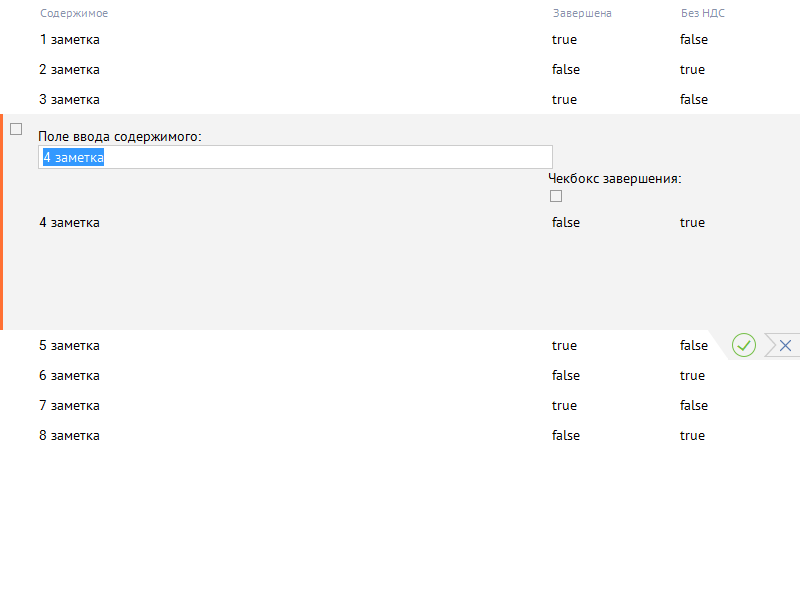 Содержимое Завершена Без НДС
1 заметка true false
2 заметка false true
3 заметка true false
Поле ввода содержимого:
4 заметка
Чекбокс завершения:
4 заметка false true
5 заметка true false
6 заметка false true
7 заметка true false
8 заметка false true